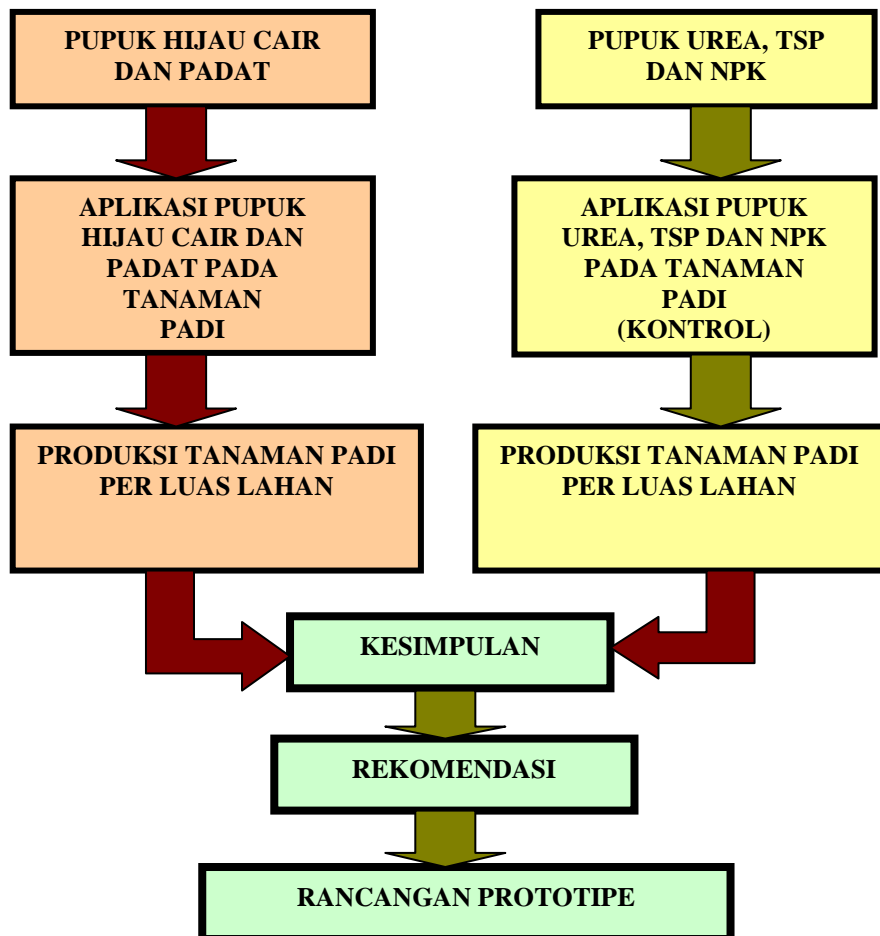 PUPUK HIJAU CAIR
DAN PADAT
PUPUK UREA, TSP
DAN NPK
APLIKASI PUPUK
HIJAU CAIR DAN
PADAT PADA
TANAMAN
PADI
APLIKASI PUPUK
UREA, TSP DAN NPK
PADA TANAMAN
PADI
(KONTROL)
PRODUKSI TANAMAN PADI
PER LUAS LAHAN
PRODUKSI TANAMAN PADI
PER LUAS LAHAN
KESIMPULAN
REKOMENDASI
RANCANGAN PROTOTIPE